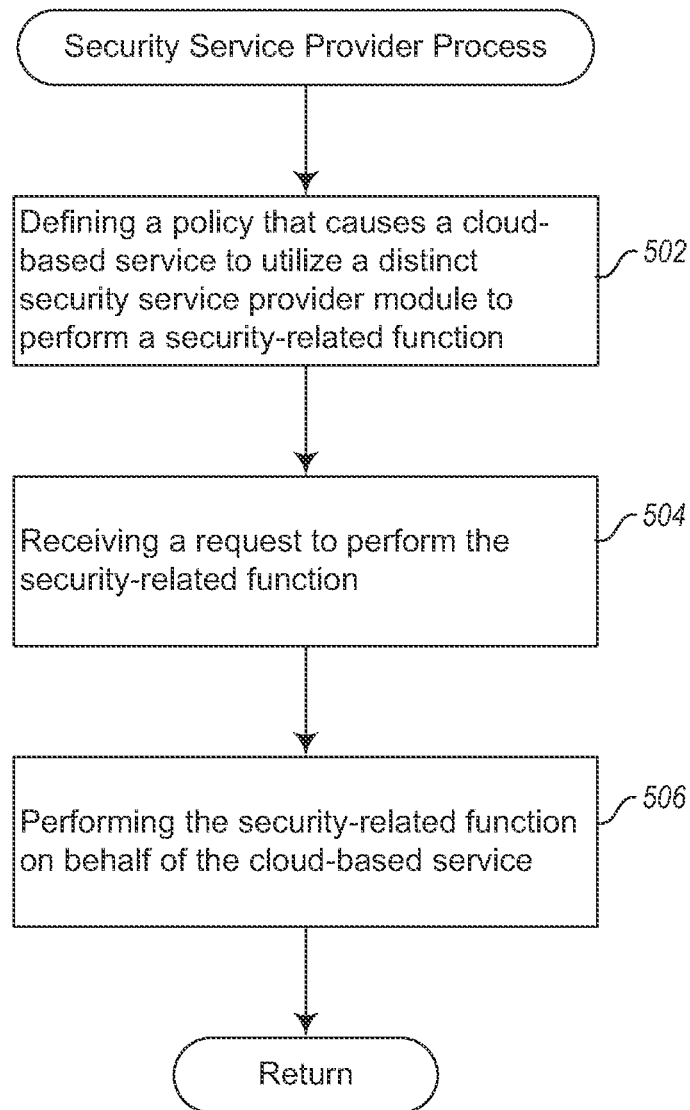 Security Service Provider Process
Defining a policy that causes a cloud-
based service to utilize a distinct
security service provider module to
perform a security-related function
502
Receiving a request to perform the
security-related function
504
Performing the security-related function
on behalf of the cloud-based service
506
Return